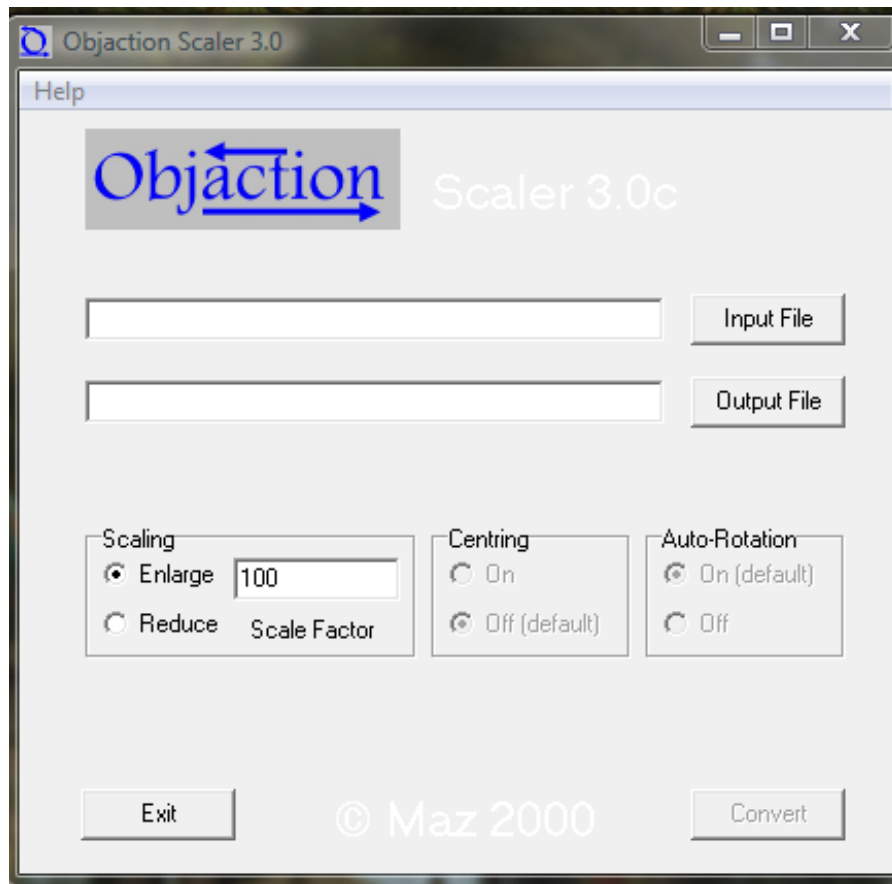 Objaction Scaler 3.0
Help
Objaction Scaler 3.0c
Input File
Output File
Scaling Centring Auto-Rotation
Enlarge 100 On On (default)
Reduce Scale Factor Off (default) Off
Exit © Maz 2000 Convert